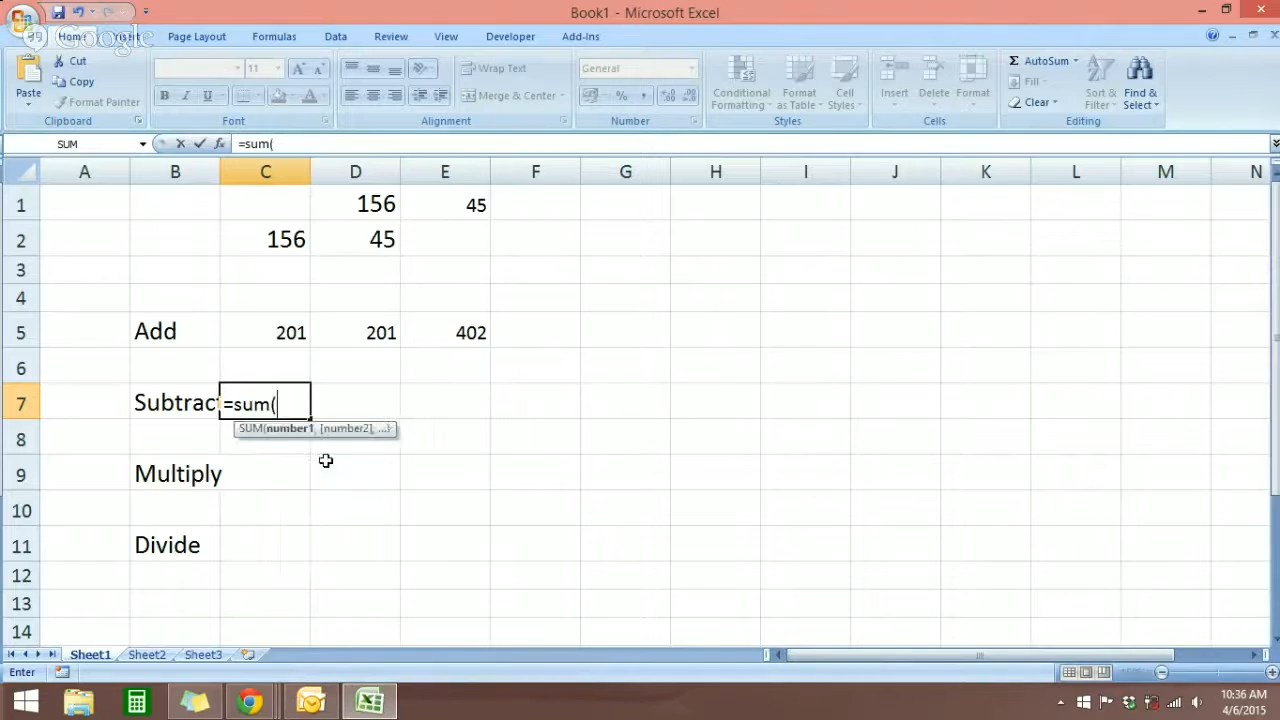 Book1 - Microsoft Excel
Home Insert Page Layout Formulas Data Review View Developer Add-Ins
Google
Paste
Cut
Copy
Format Painter
Clipboard
11
B I U
Font
Wrap Text
Merge & Center
Alignment
General
$ % ,
Number
Conditional Formatting
Format as Table
Cell Styles
Styles
Insert
Delete
Format
Cells
Σ AutoSum
Fill
Clear
Sort & Filter
Find & Select
Editing
SUM =sum(
A B C D E F G H I J K L M N
1 156 45
2 156 45
3
4
5 Add 201 201 402
6
7 Subtrac =sum(
SUM(number1, [number2], ...)
8
9 Multiply
10
11 Divide
12
13
14
Sheet1 Sheet2 Sheet3
Enter
10:36 AM
4/6/2015